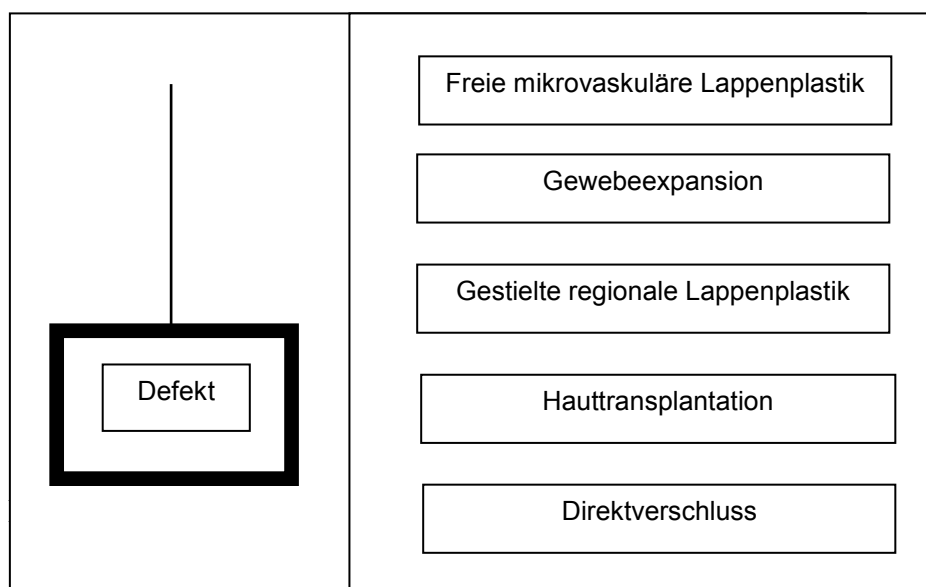 Defekt
Freie mikrovaskuläre Lappenplastik
Gewebeexpansion
Gestielte regionale Lappenplastik
Hauttransplantation
Direktverschluss